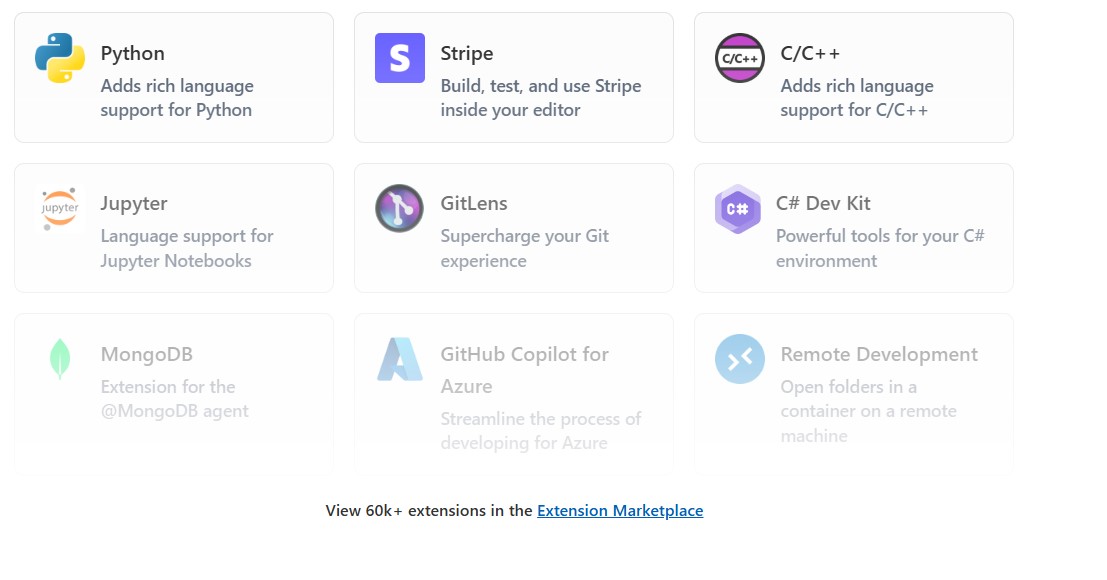 Python
Adds rich language
support for Python
S
Stripe
Build, test, and use Stripe
inside your editor
C/C++
C/C++
Adds rich language
support for C/C++
jupyter
Jupyter
Language support for
Jupyter Notebooks
GitLens
Supercharge your Git
experience
C#
C# Dev Kit
Powerful tools for your C#
environment
MongoDB
Extension for the
@MongoDB agent
GitHub Copilot for
Azure
Streamline the process of
developing for Azure
Remote Development
Open folders in a
container on a remote
machine
View 60k+ extensions in the Extension Marketplace